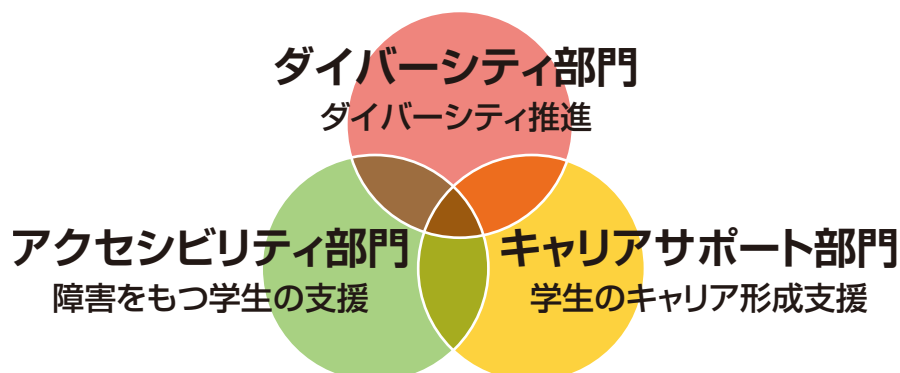 ダイバーシティ部門
ダイバーシティ推進
アクセシビリティ部門
障害をもつ学生の支援
キャリアサポート部門
学生のキャリア形成支援